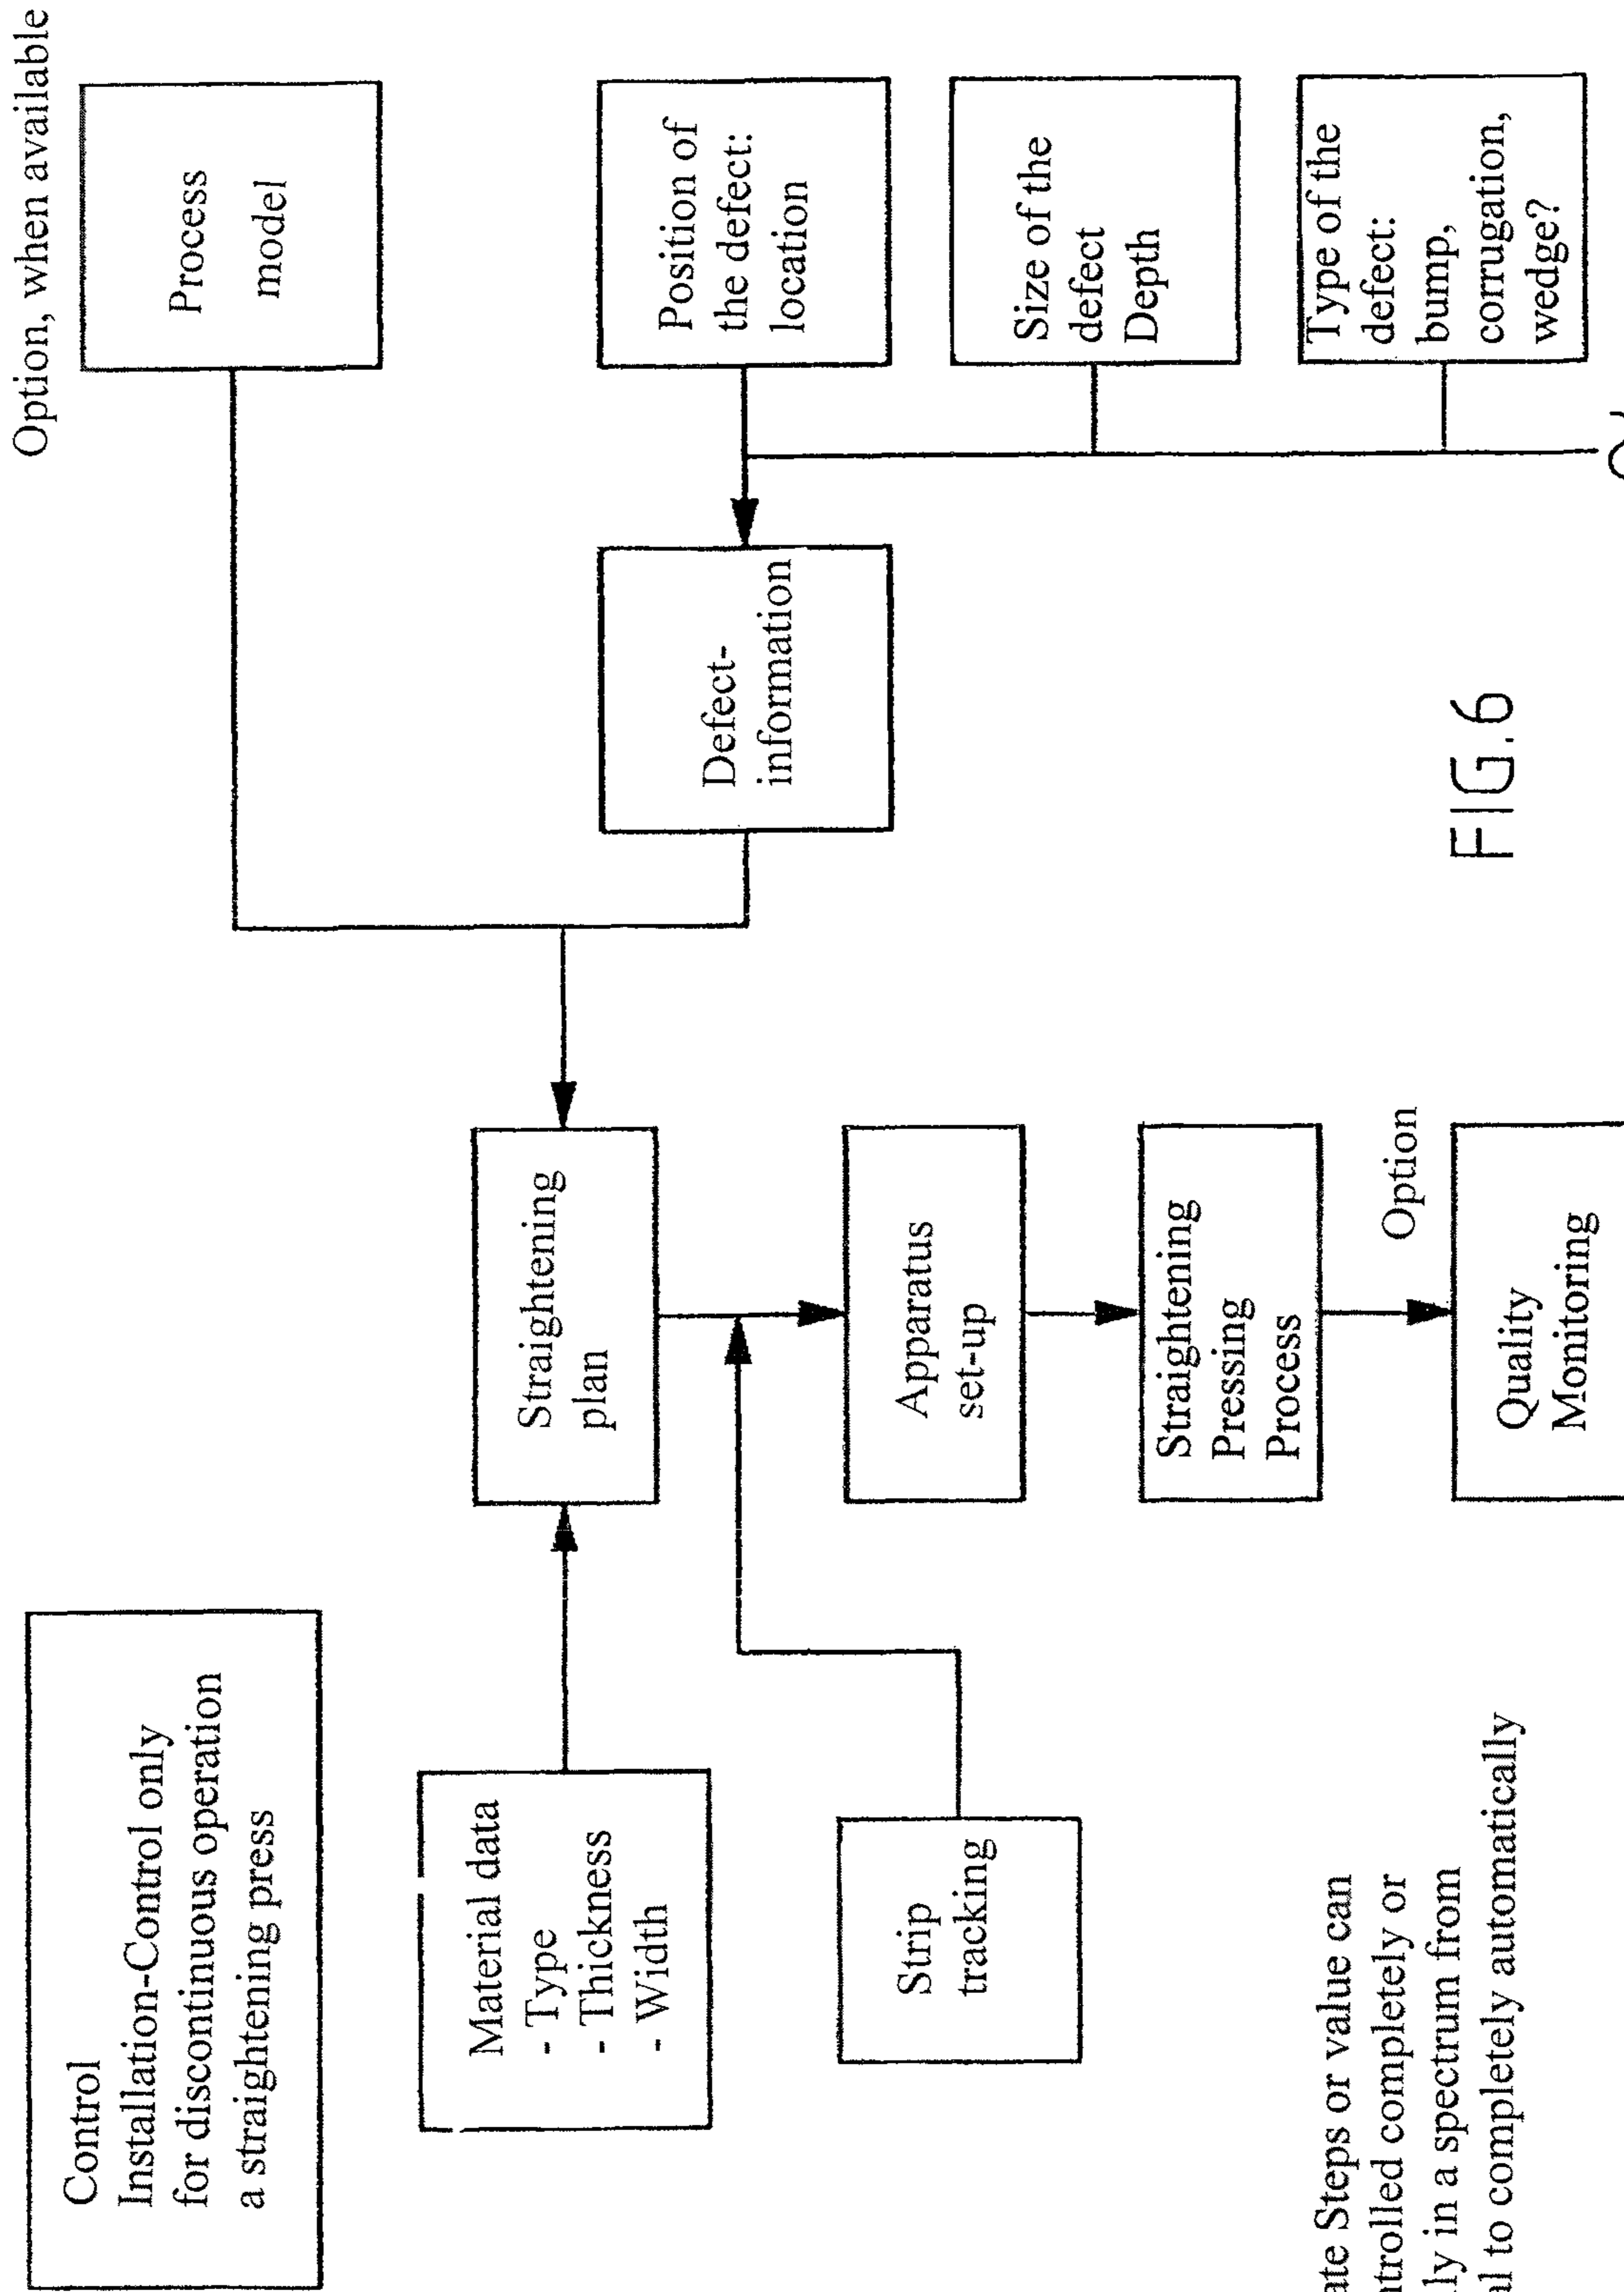 Control
Installation-Control only
for discontinuous operation
a straightening press
Option, when available
Process
model
Material data
- Type
- Thickness
- Width
Straightening
plan
Defect-
information
Position of
the defect:
location
Strip
tracking
Apparatus
set-up
Size of the
defect
Depth
Straightening
Pressing
Process
Type of the
defect:
bump,
corrugation,
wedge?
Option
Quality
Monitoring
Steps or value can
completely or
in a spectrum from
to completely automatically
FIG.6